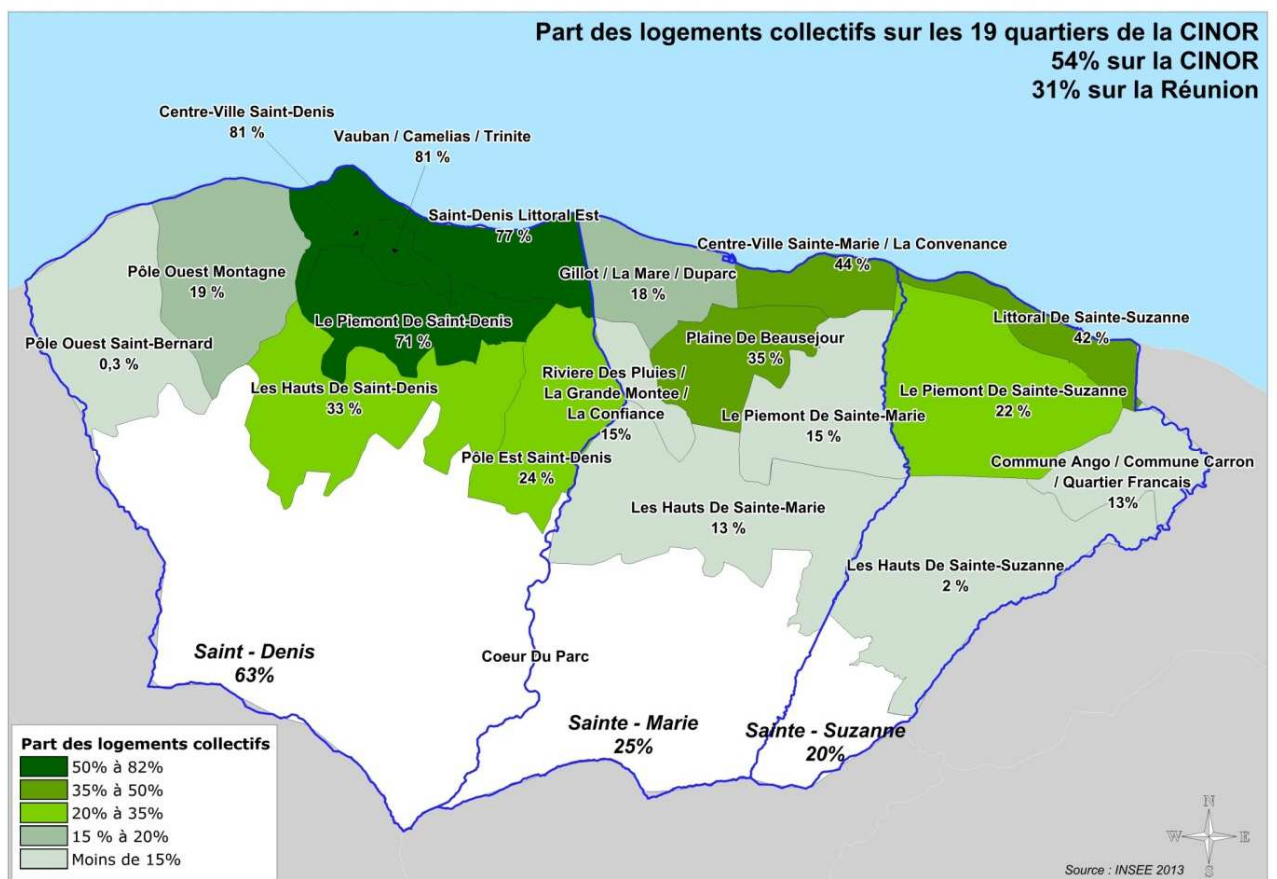 Part des logements collectifs sur les 19 quartiers de la CINOR
54% sur la CINOR
31% sur la Réunion
Centre-Ville Saint-Denis
81 %
Vauban / Camelias / Trinite
81 %
Saint-Denis Littoral Est
77 %
Centre-Ville Sainte-Marie / La Convenance
44 %
Pôle Ouest Montagne
19 %
Gillot / La Mare / Duparc
18 %
Littoral De Sainte-Suzanne
42 %
Le Piemont De Saint-Denis
71 %
Pôle Ouest Saint-Bernard
0,3 %
Plaine De Beausejour
35 %
Les Hauts De Saint-Denis
33 %
Riviere Des Pluies /
La Grande Montee /
La Confiance
15%
Le Piemont De Sainte-Suzanne
22 %
Le Piemont De Sainte-Marie
15 %
Pôle Est Saint-Denis
24 %
Commune Ango / Commune Carron
/ Quartier Francais
13%
Les Hauts De Sainte-Marie
13 %
Les Hauts De Sainte-Suzanne
2 %
Saint - Denis
63%
Coeur Du Parc
Sainte - Marie
25%
Sainte - Suzanne
20%
Part des logements collectifs
50% à 82%
35% à 50%
20% à 35%
15 % à 20%
Moins de 15%
N
W
E
S
Source : INSEE 2013